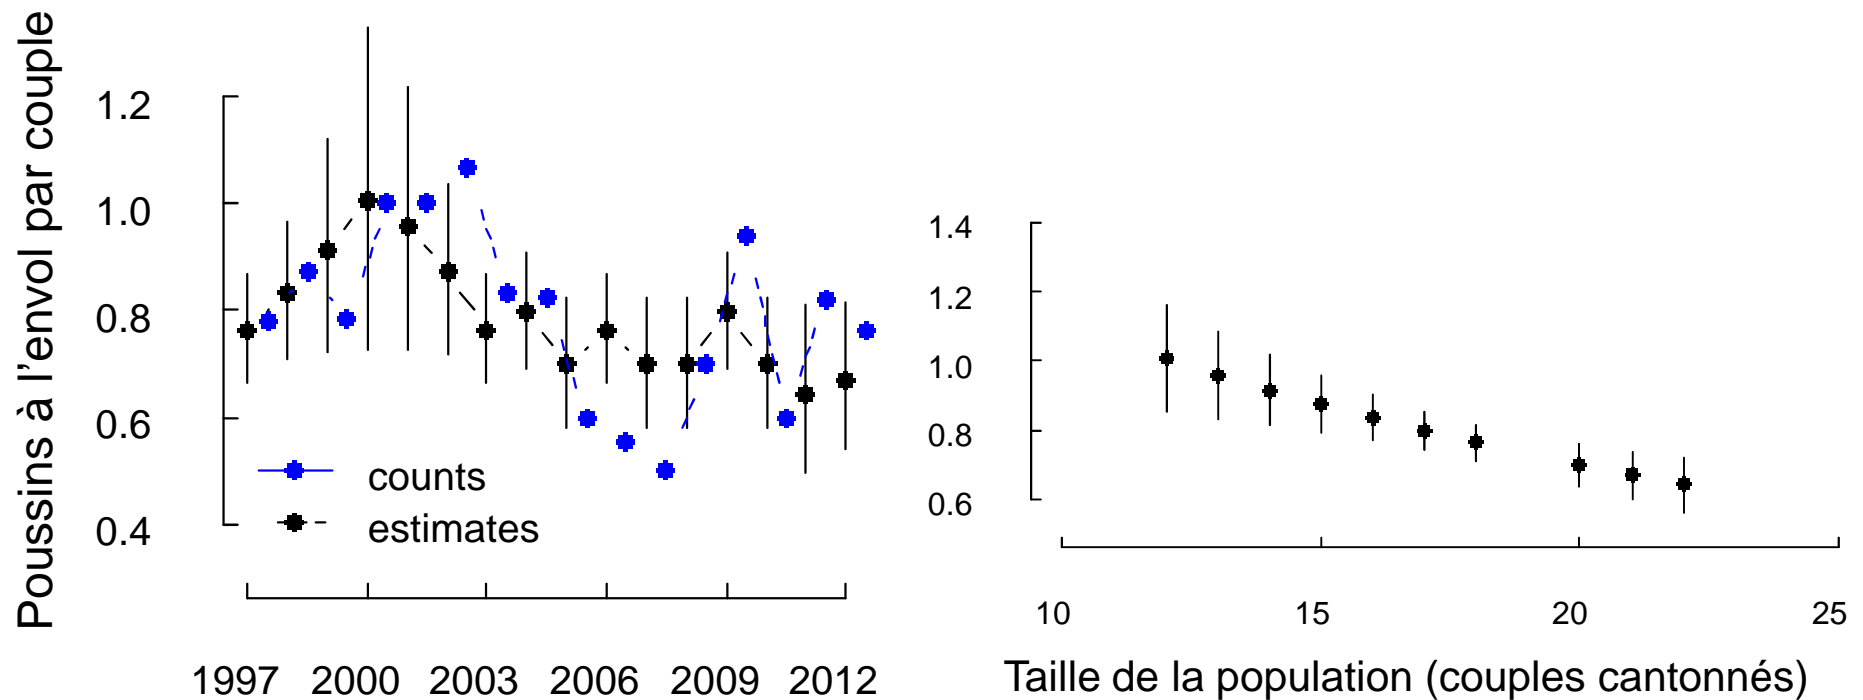 Poussins à l'envol par couple
1.2
1.0
0.8
0.6
0.4
counts
estimates
1997 2000 2003 2006 2009 2012
1.4
1.2
1.0
0.8
0.6
10 15 20 25
Taille de la population (couples cantonnés)